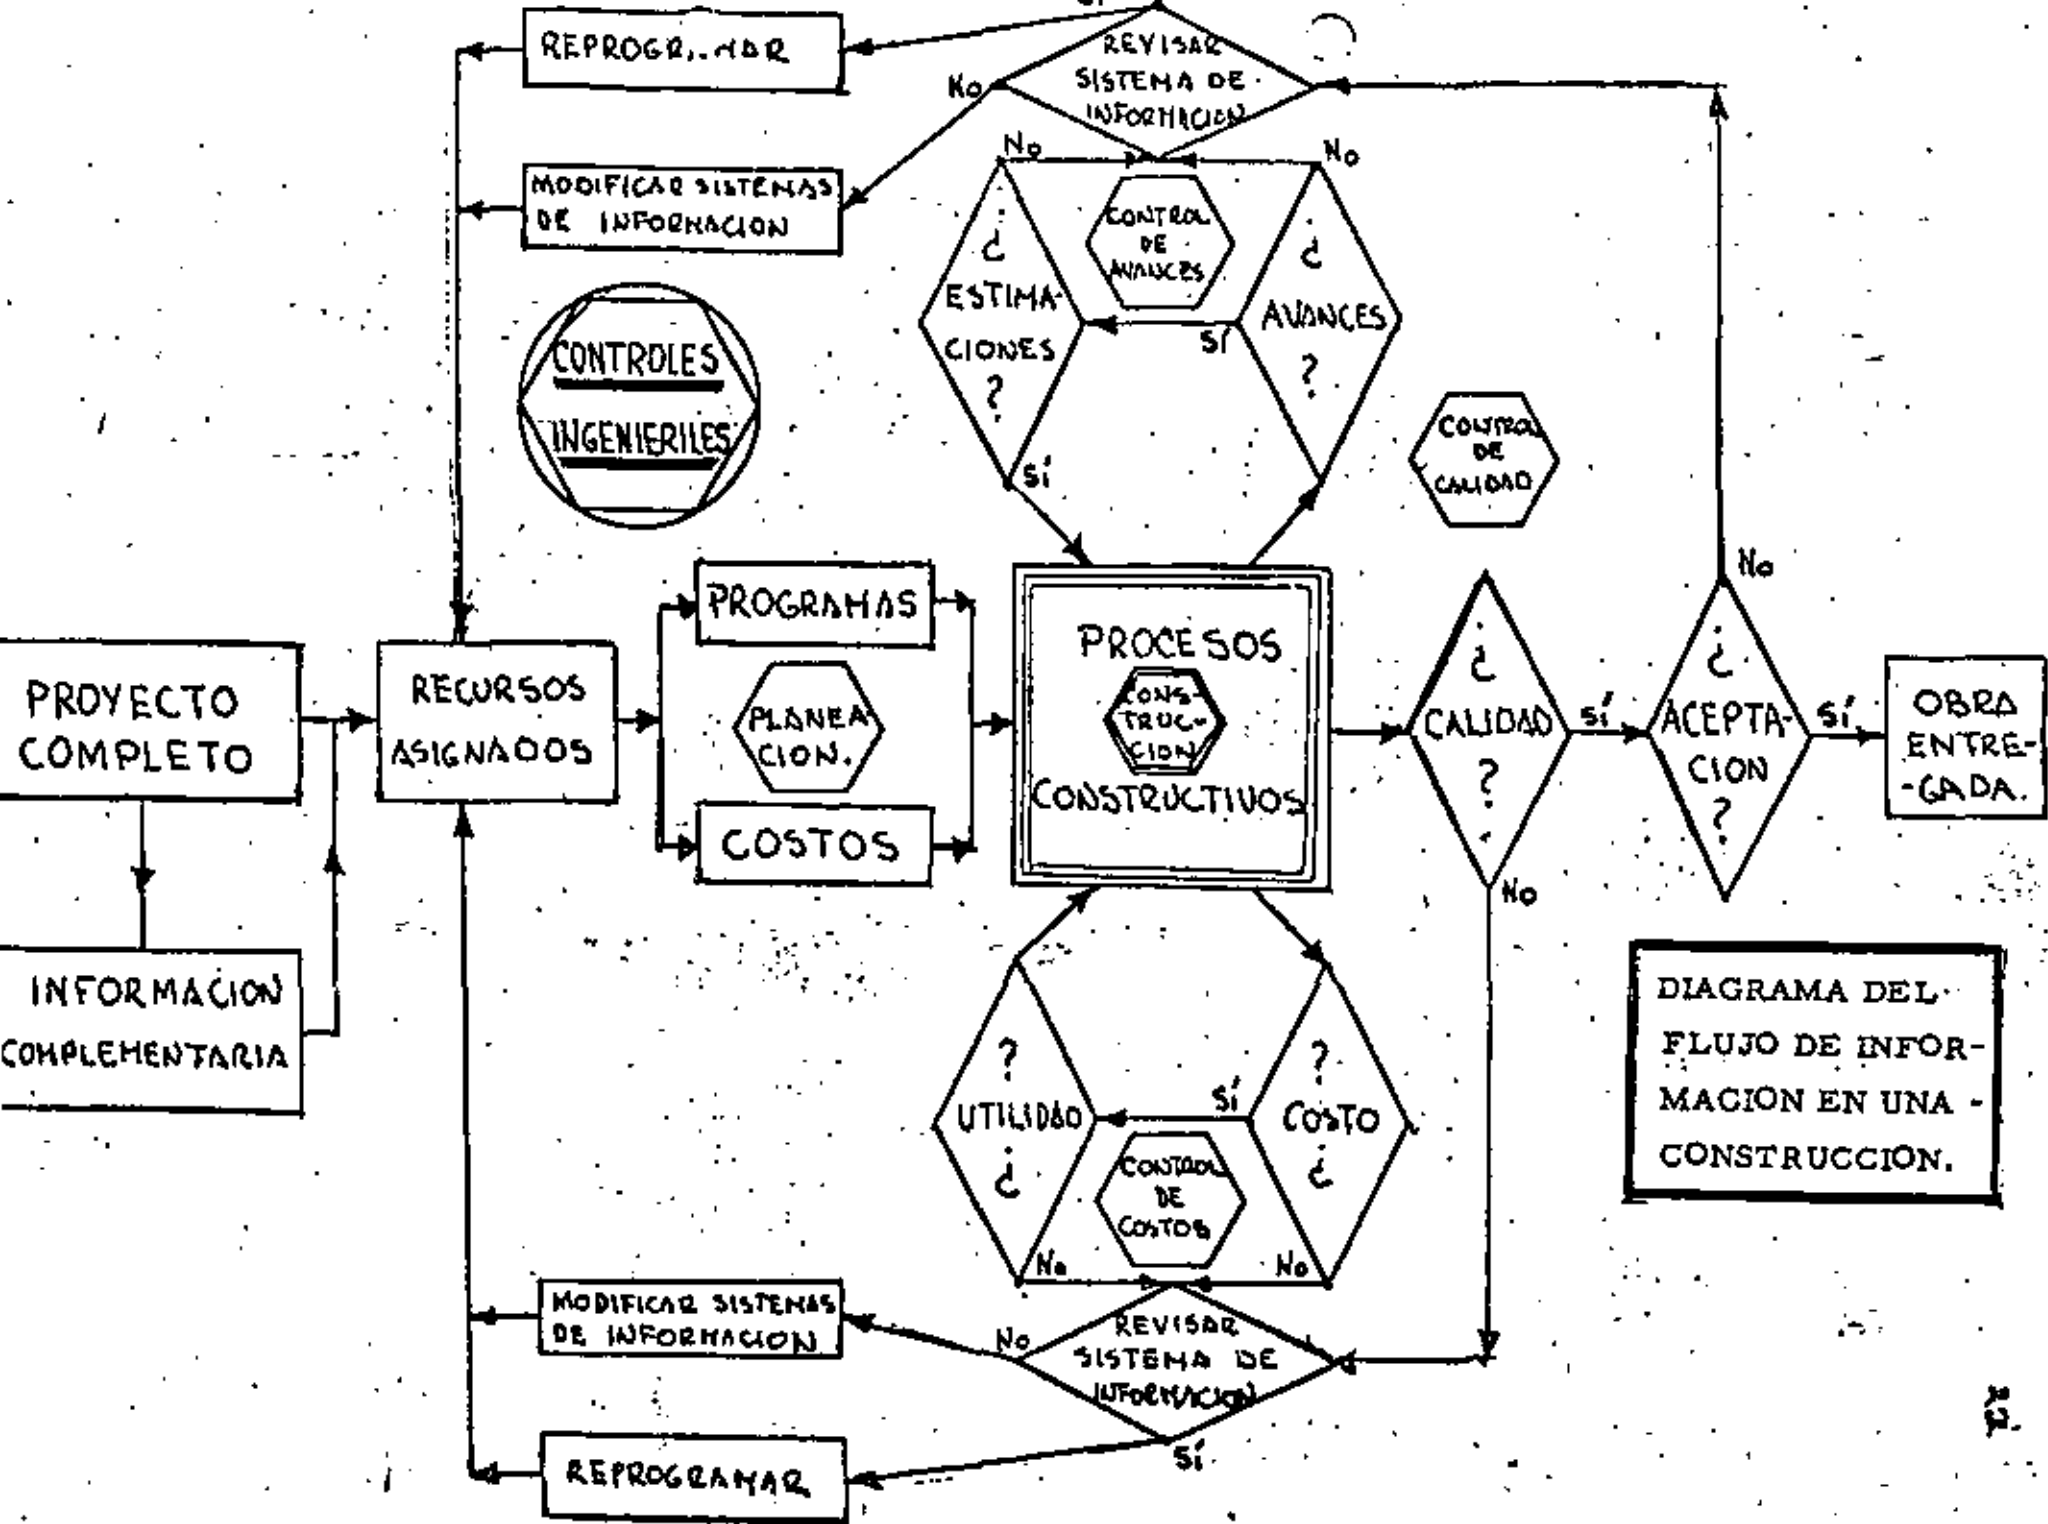 SÍ
REVISAR
SISTEMA DE
INFORMACION
No
No
No
MODIFICAR SISTEMAS
DE INFORMACION
CONTROL
DE
AVANCES
¿
ESTIMA-
CIONES
?
SÍ
¿
AVANCES
?
SÍ
CONTROLES
INGENIERILES
CONTROL
DE
CALIDAD
PROYECTO
COMPLETO
RECURSOS
ASIGNADOS
PROGRAMAS
PLANEA
CION.
COSTOS
PROCESOS
CONS-
TRUC-
CION
CONSTRUCTIVOS
¿
CALIDAD
?
SÍ
No
No
¿
ACEPTA-
CION
?
SÍ
OBRA
ENTRE-
-GADA.
INFORMACION
COMPLEMENTARIA
?
UTILIDAD
¿
SÍ
?
COSTO
¿
CONTROL
DE
COSTOS
No
No
DIAGRAMA DEL
FLUJO DE INFOR-
MACION EN UNA -
CONSTRUCCION.
MODIFICAR SISTEMAS
DE INFORMACION
No
REVISAR
SISTEMA DE
INFORMACION
SÍ
REPROGRAMAR